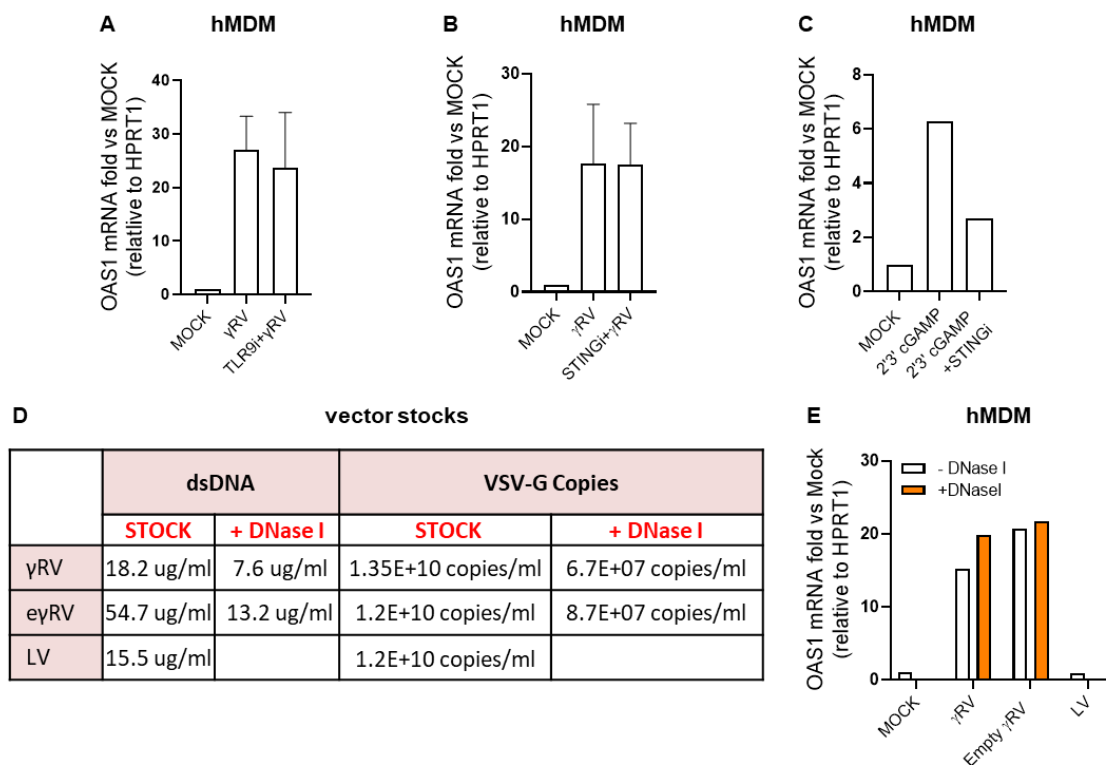 A hMDM
OAS1 mRNA fold vs MOCK
(relative to HPRT1)
40
30
20
10
0
MOCK
γRV
TLR9i+γRV
B hMDM
OAS1 mRNA fold vs MOCK
(relative to HPRT1)
30
20
10
0
MOCK
γRV
STINGi+γRV
C hMDM
OAS1 mRNA fold vs MOCK
(relative to HPRT1)
8
6
4
2
0
MOCK
2'3' cGAMP
2'3' cGAMP
+STINGi
D vector stocks
dsDNA VSV-G Copies
STOCK + DNase I STOCK + DNase I
γRV 18.2 ug/ml 7.6 ug/ml 1.35E+10 copies/ml 6.7E+07 copies/ml
eγRV 54.7 ug/ml 13.2 ug/ml 1.2E+10 copies/ml 8.7E+07 copies/ml
LV 15.5 ug/ml 1.2E+10 copies/ml
E hMDM
OAS1 mRNA fold vs Mock
(relative to HPRT1)
30
20
10
0
- DNase I
+DNaseI
MOCK
γRV
Empty γRV
LV